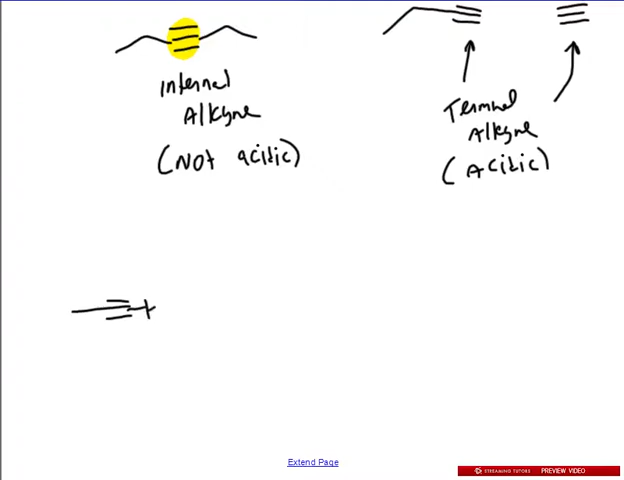 Internal
Alkyne
(NOT acidic)
Terminal
Alkyne
(Acidic)
Extend Page
STREAMING TUTORS PREVIEW VIDEO